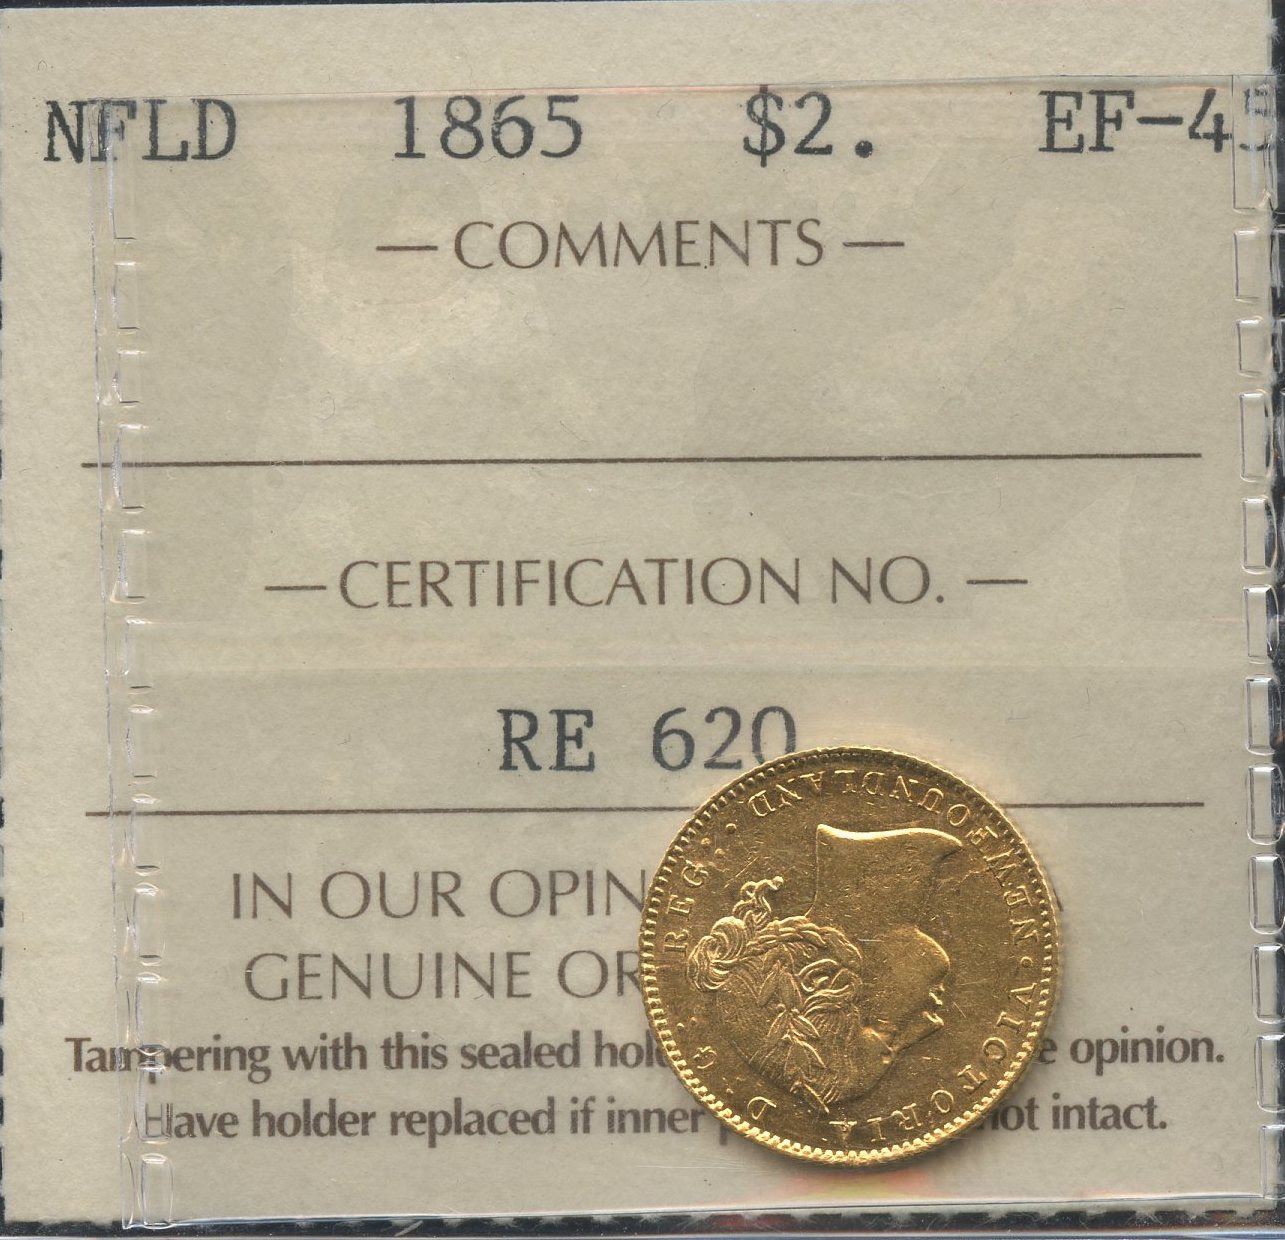 NFLD 1865 $2. EF-45
— COMMENTS —
— CERTIFICATION NO. —
RE 620
IN OUR OPIN
GENUINE OR
Tampering with this sealed hol e opinion.
Have holder replaced if inner p not intact.
VICTORIA D: G: REG: NEWFOUNDLAND